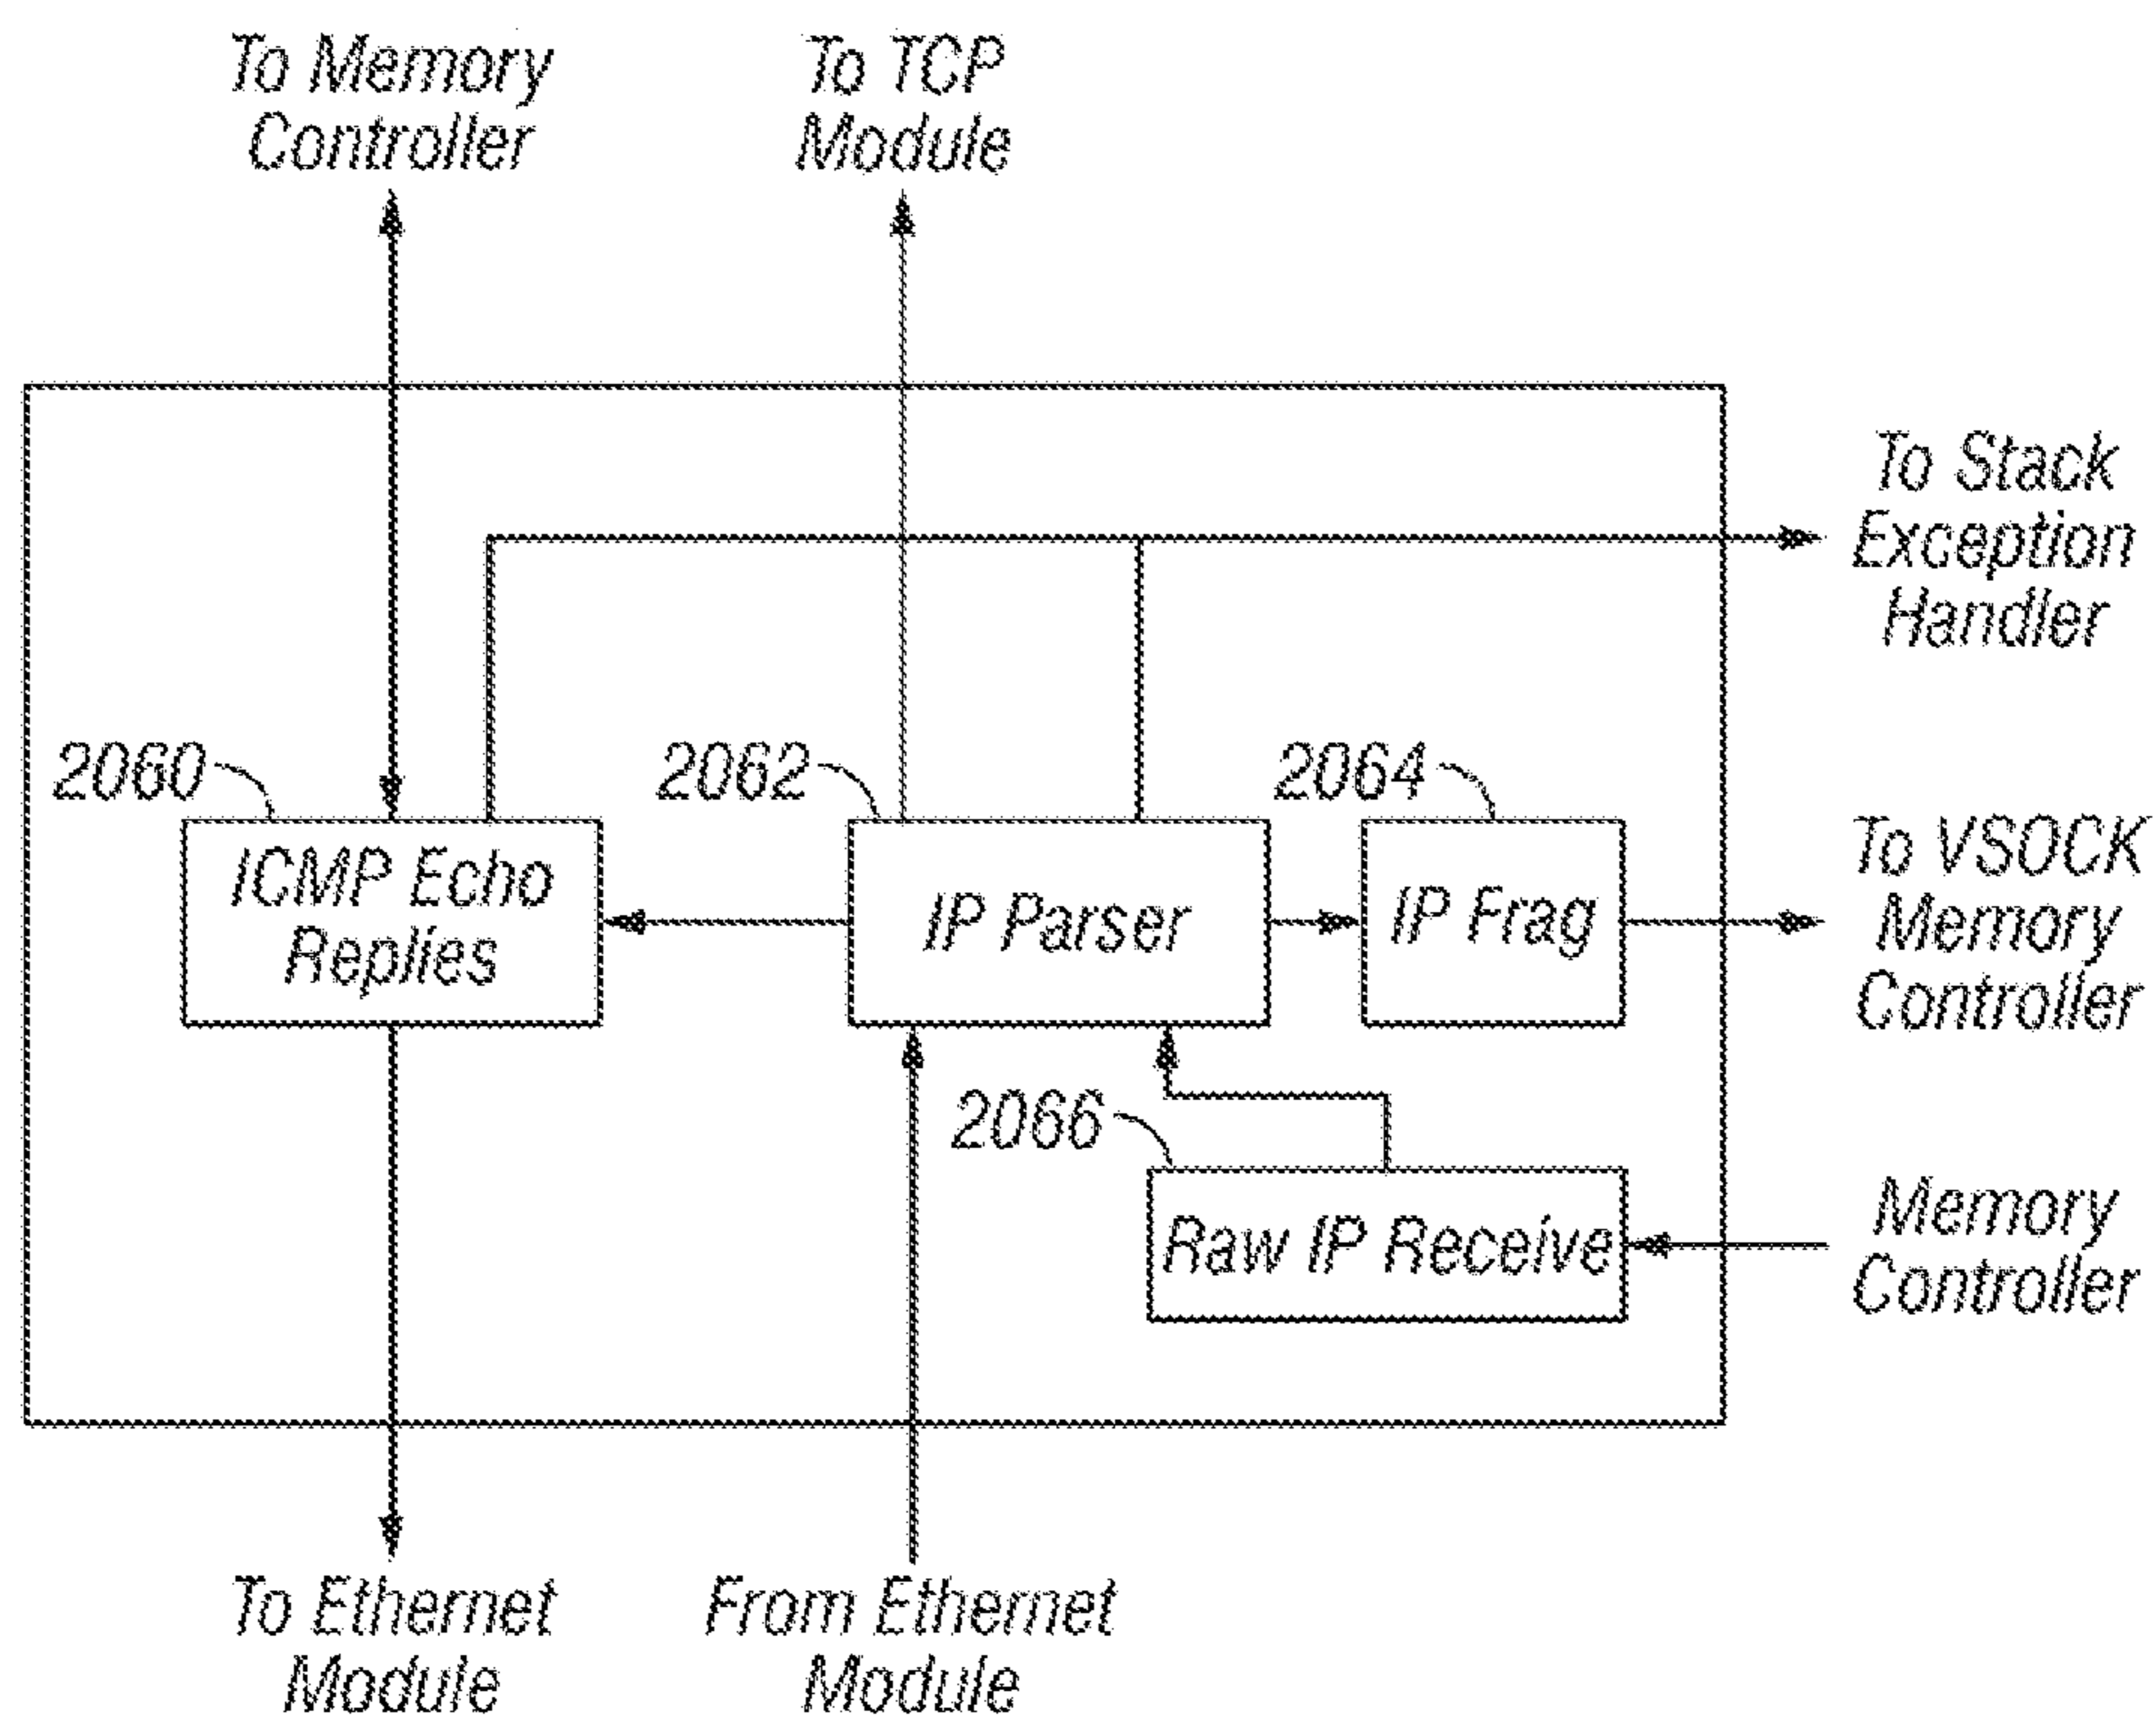 To Memory
Controller
To TCP
Module
To Stack
Exception
Handler
2060
2062
2064
ICMP Echo
Replies
IP Parser
IP Frag
To VSOCK
Memory
Controller
2066
Raw IP Receive
Memory
Controller
To Ethernet
Module
From Ethernet
Module